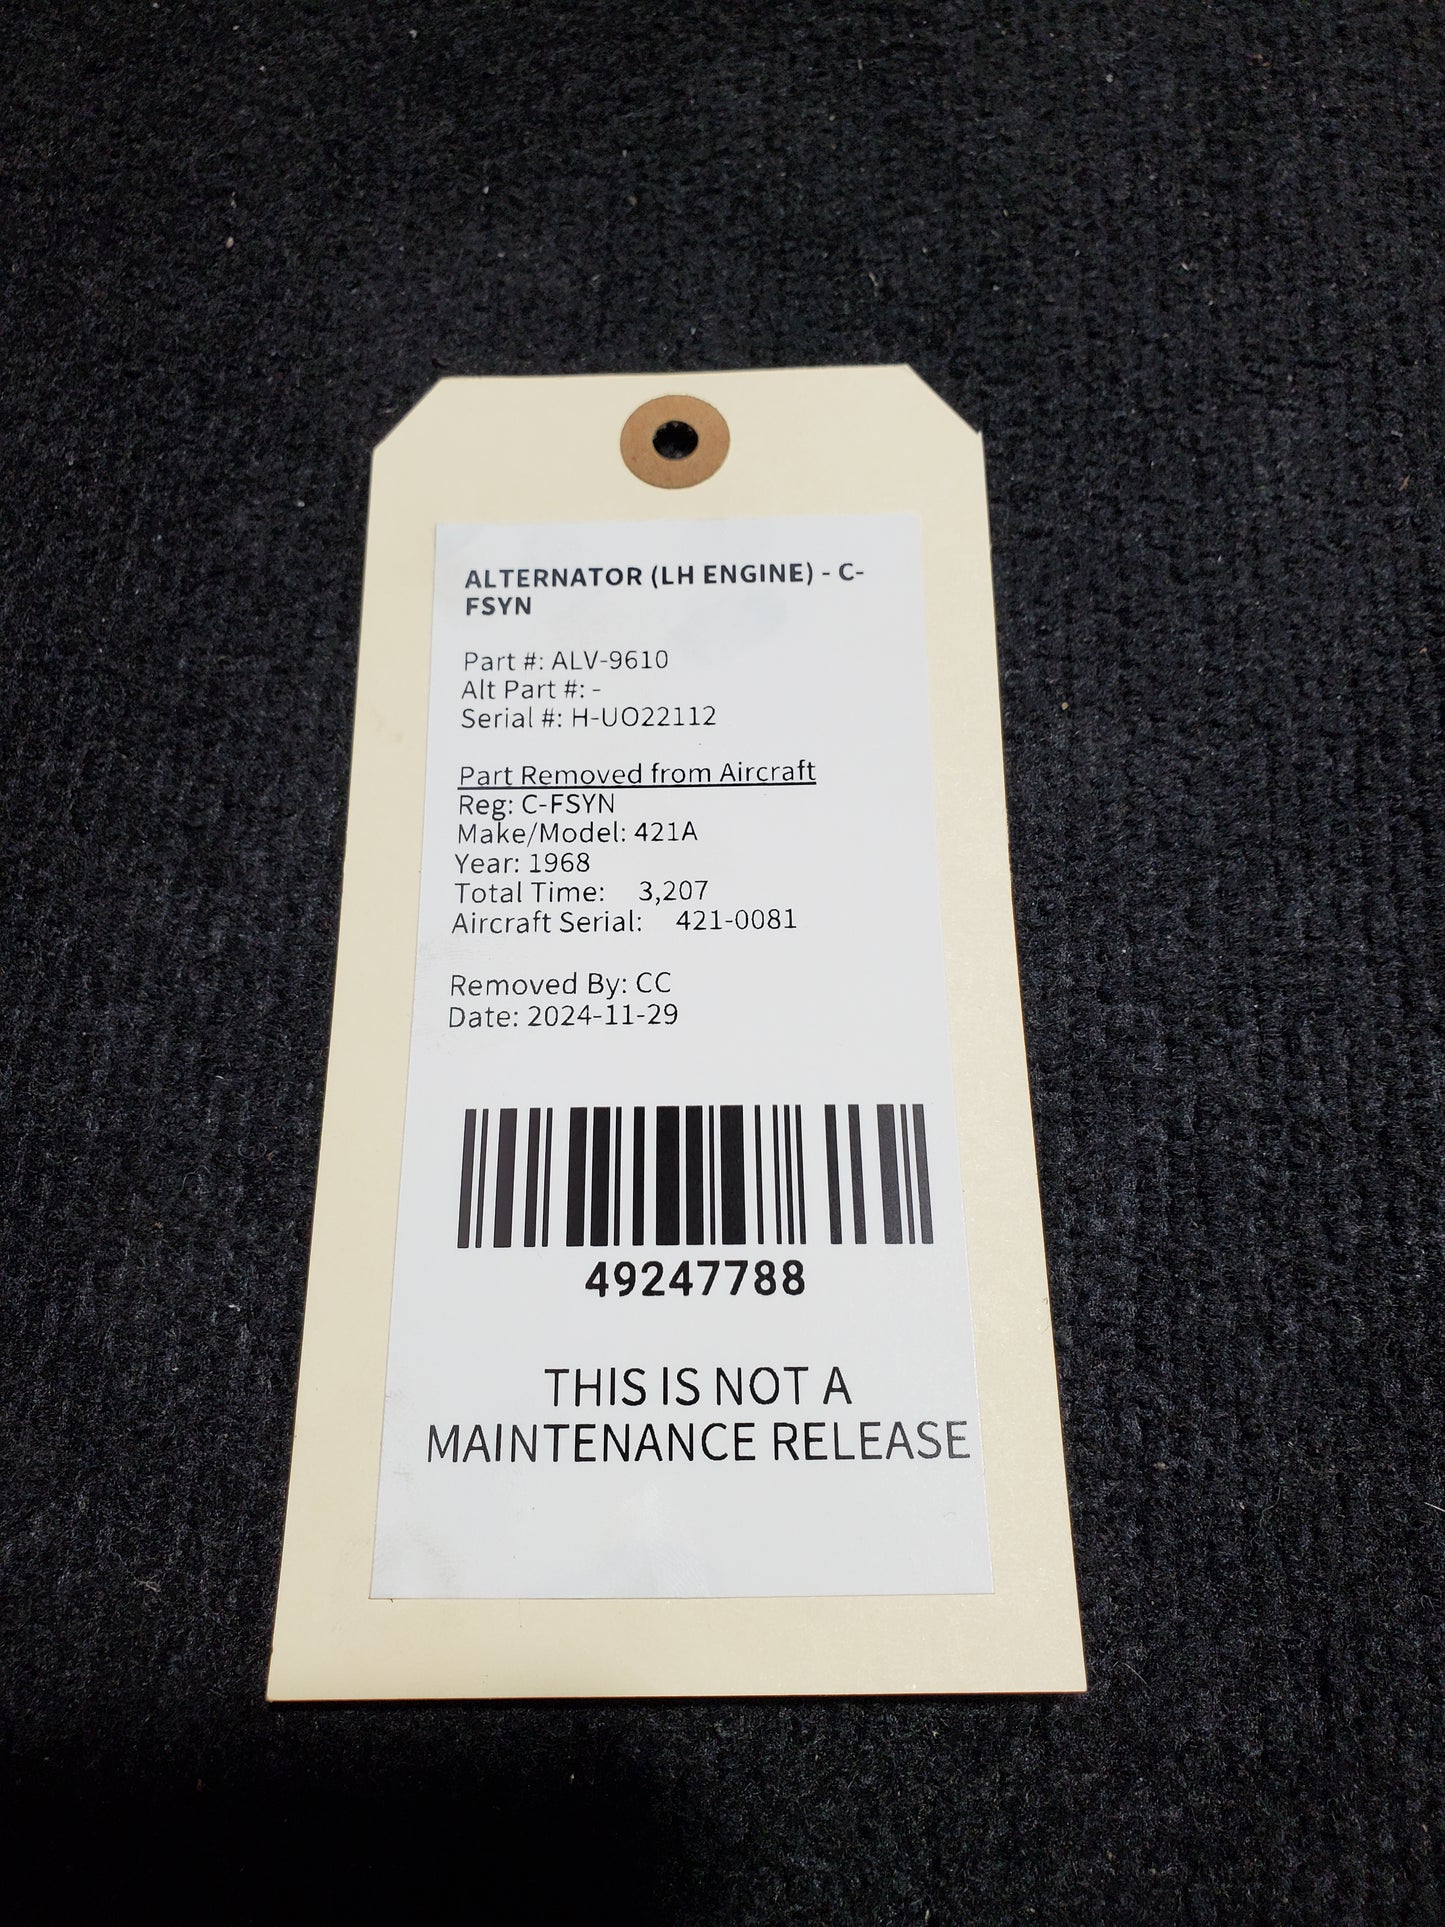 ALTERNATOR (LH ENGINE) - C-
FSYN
Part #: ALV-9610
Alt Part #: -
Serial #: H-UO22112
Part Removed from Aircraft
Reg: C-FSYN
Make/Model: 421A
Year: 1968
Total Time: 3,207
Aircraft Serial: 421-0081
Removed By: CC
Date: 2024-11-29
49247788
THIS IS NOT A
MAINTENANCE RELEASE